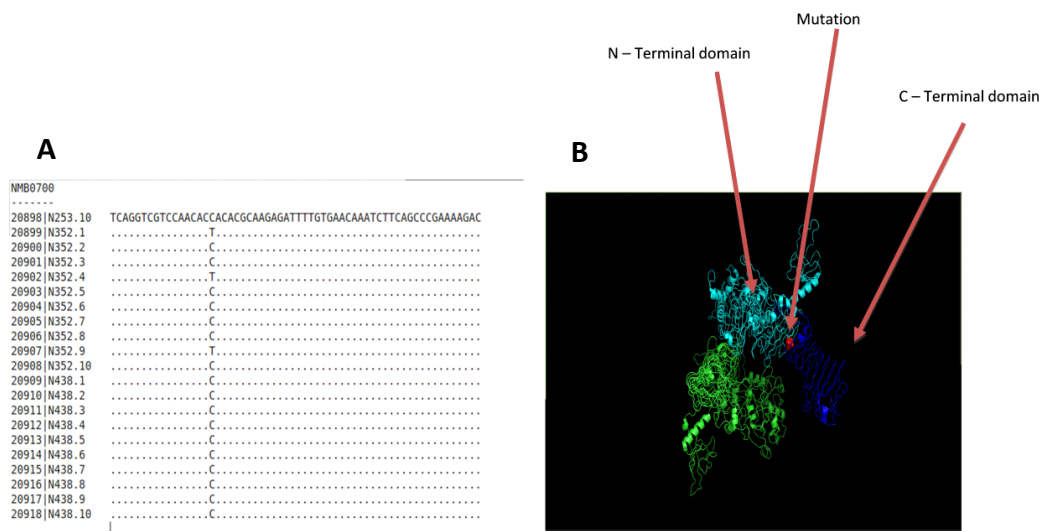 Mutation
N – Terminal domain
C – Terminal domain
A
B
NMB0700
-------
20898|N253.10 TCAGGTCGTCCAACACCACACGCAAGAGATTTTGTGAACAAATCTTCAGCCCGAAAAGAC
20899|N352.1 ................T...........................................
20900|N352.2 ................C...........................................
20901|N352.3 ................C...........................................
20902|N352.4 ................T...........................................
20903|N352.5 ................C...........................................
20904|N352.6 ................C...........................................
20905|N352.7 ................C...........................................
20906|N352.8 ................C...........................................
20907|N352.9 ................T...........................................
20908|N352.10 ................C...........................................
20909|N438.1 ................C...........................................
20910|N438.2 ................C...........................................
20911|N438.3 ................C...........................................
20912|N438.4 ................C...........................................
20913|N438.5 ................C...........................................
20914|N438.6 ................C...........................................
20915|N438.7 ................C...........................................
20916|N438.8 ................C...........................................
20917|N438.9 ................C...........................................
20918|N438.10 ................C...........................................